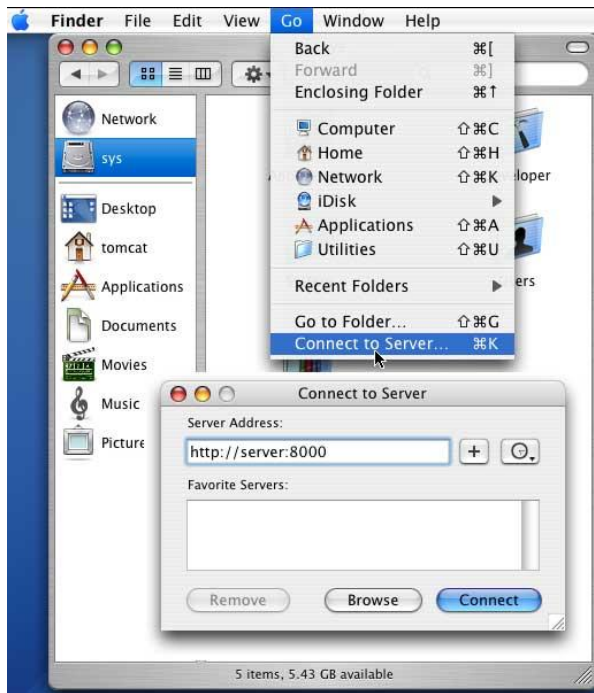 Finder File Edit View Go Window Help
Back ⌘[
Forward ⌘]
Enclosing Folder ⌘↑
Computer ⇧⌘C
Home ⇧⌘H
Network ⇧⌘K
iDisk
Applications ⇧⌘A
Utilities ⇧⌘U
Recent Folders
Go to Folder... ⇧⌘G
Connect to Server... ⌘K
Network
sys
Desktop
tomcat
Applications
Documents
Movies
Music
Picture
eloper
ers
Connect to Server
Server Address:
http://server:8000
+
Favorite Servers:
Remove Browse Connect
5 items, 5.43 GB available